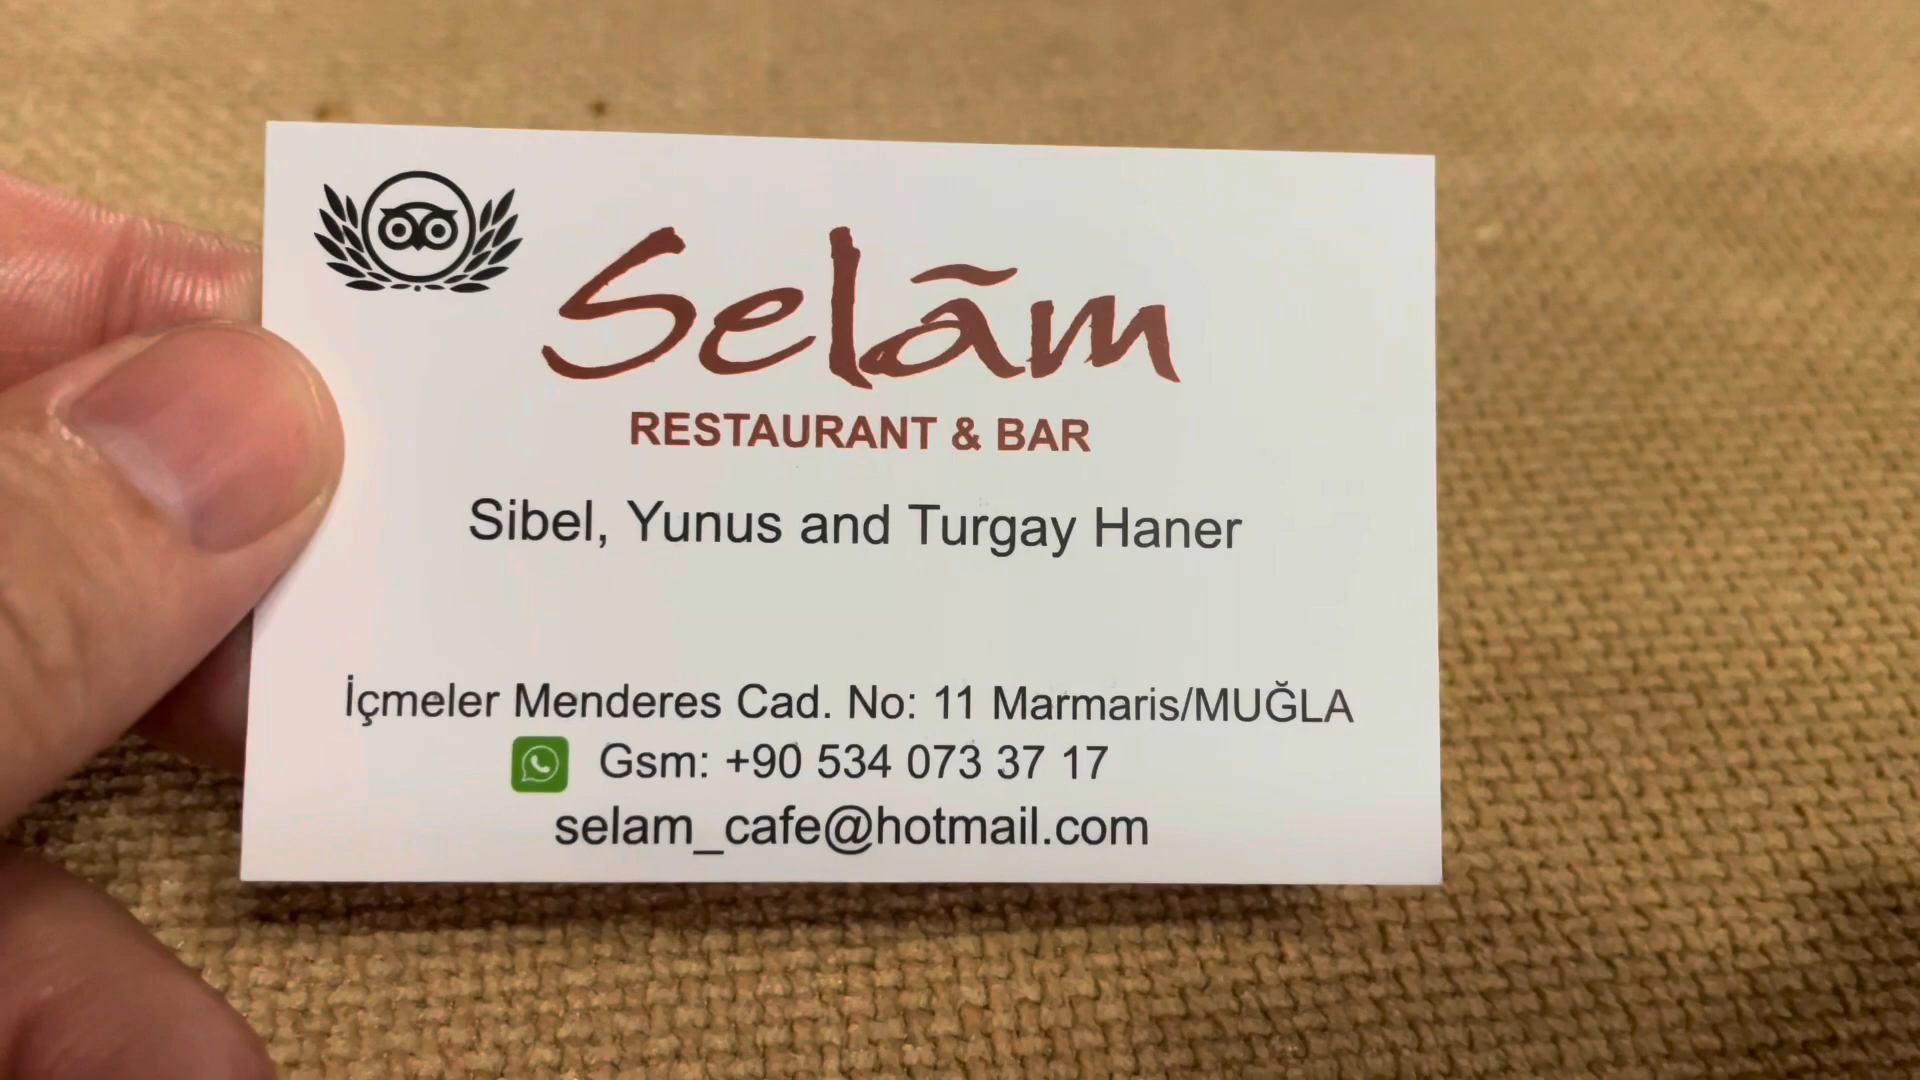 Selãm
RESTAURANT & BAR
Sibel, Yunus and Turgay Haner
İçmeler Menderes Cad. No: 11 Marmaris/MUĞLA
Gsm: +90 534 073 37 17
selam_cafe@hotmail.com